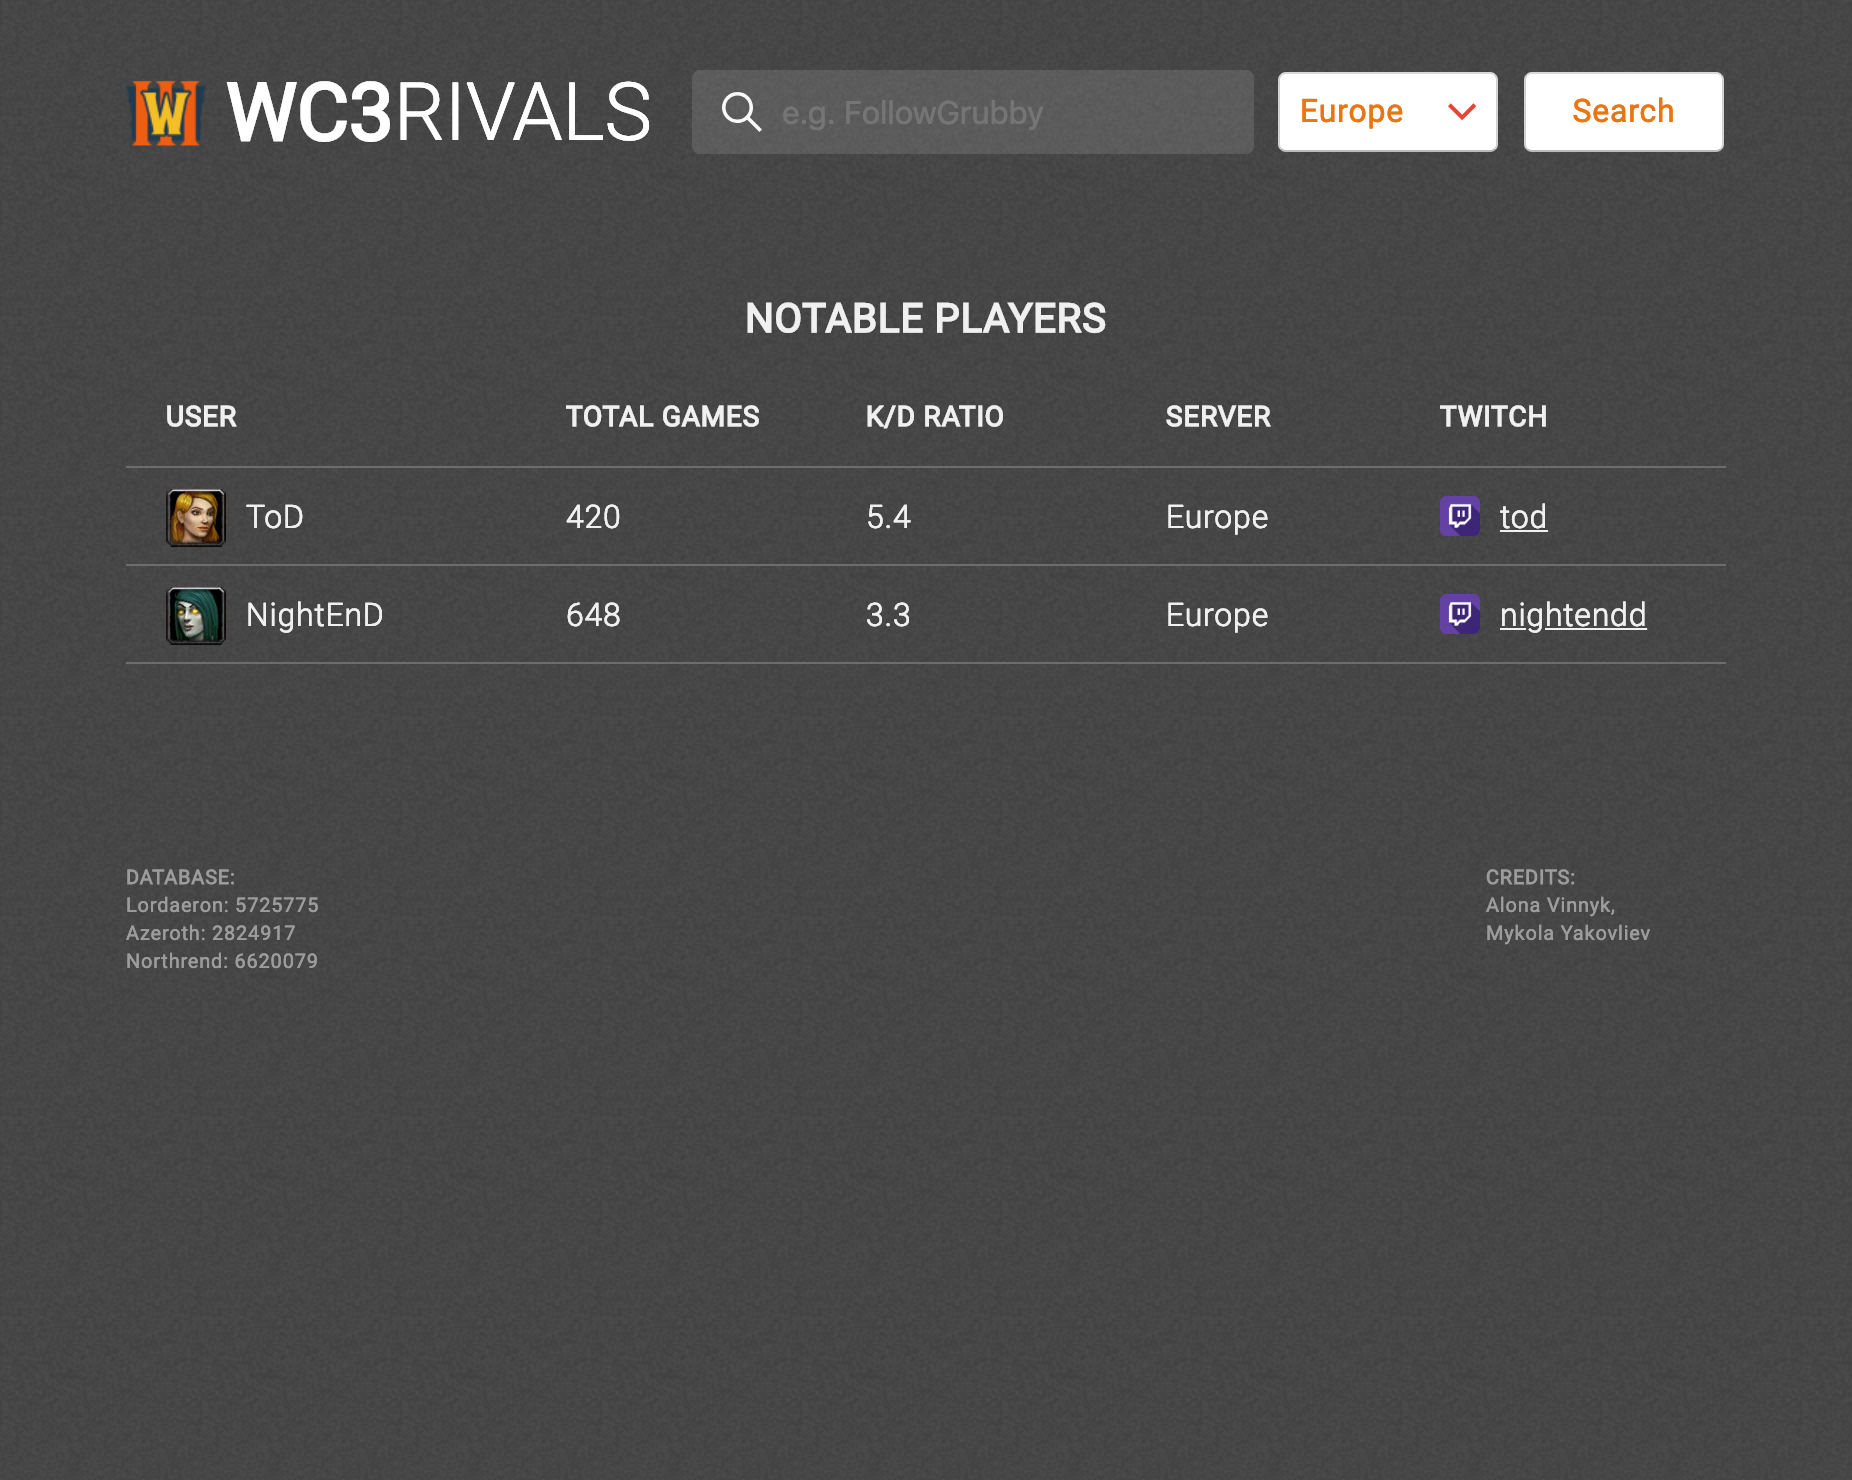 WC3RIVALS
e.g. FollowGrubby
Europe
Search
NOTABLE PLAYERS
USER TOTAL GAMES K/D RATIO SERVER TWITCH
ToD 420 5.4 Europe tod
NightEnD 648 3.3 Europe nightendd
DATABASE:
Lordaeron: 5725775
Azeroth: 2824917
Northrend: 6620079
CREDITS:
Alona Vinnyk,
Mykola Yakovliev